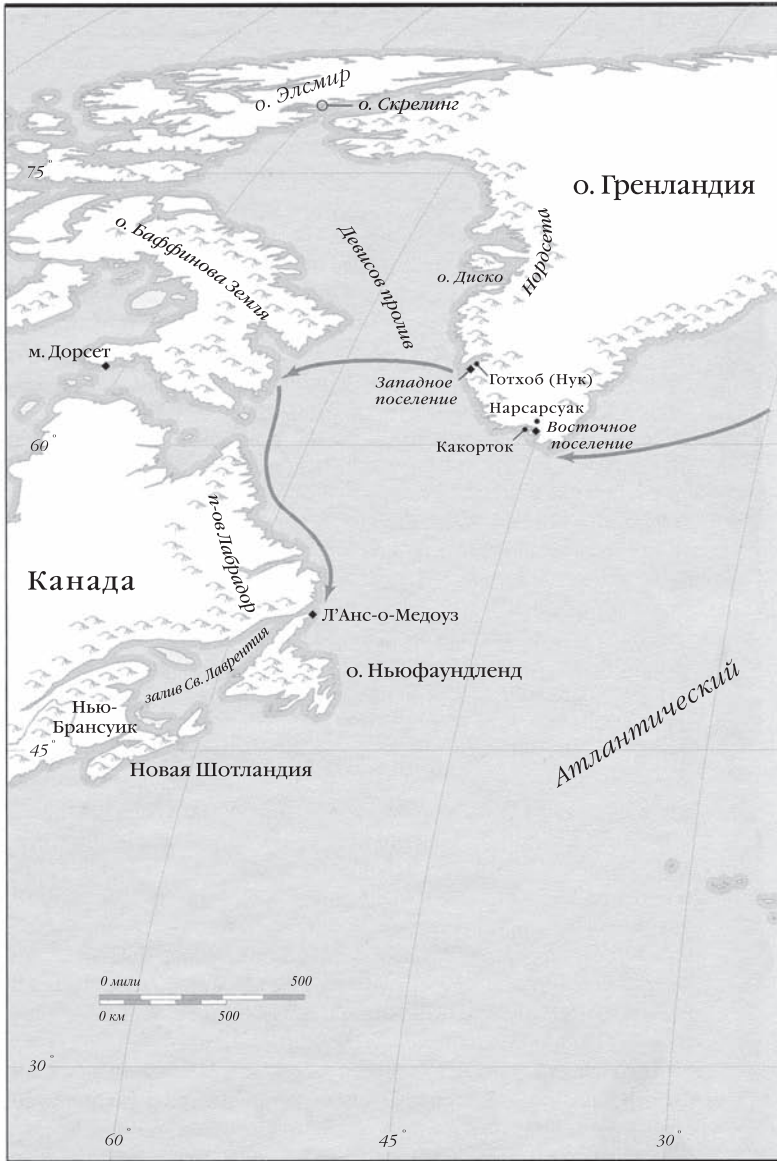 о. Элсмир
о. Скрелинг
75°
о. Гренландия
о. Баффинова Земля
Девисов пролив
Нордсета
о. Диско
м. Дорсет
Западное
поселение
Готхоб (Нук)
Нарсарсуак
Какорток
Восточное
поселение
60°
п-ов Лабрадор
Канада
Л’Анс-о-Медоуз
залив Св. Лаврентия
о. Ньюфаундленд
Нью-
Брансуик
Атлантический
45°
Новая Шотландия
0 мили 500
0 км 500
30°
60° 45° 30°